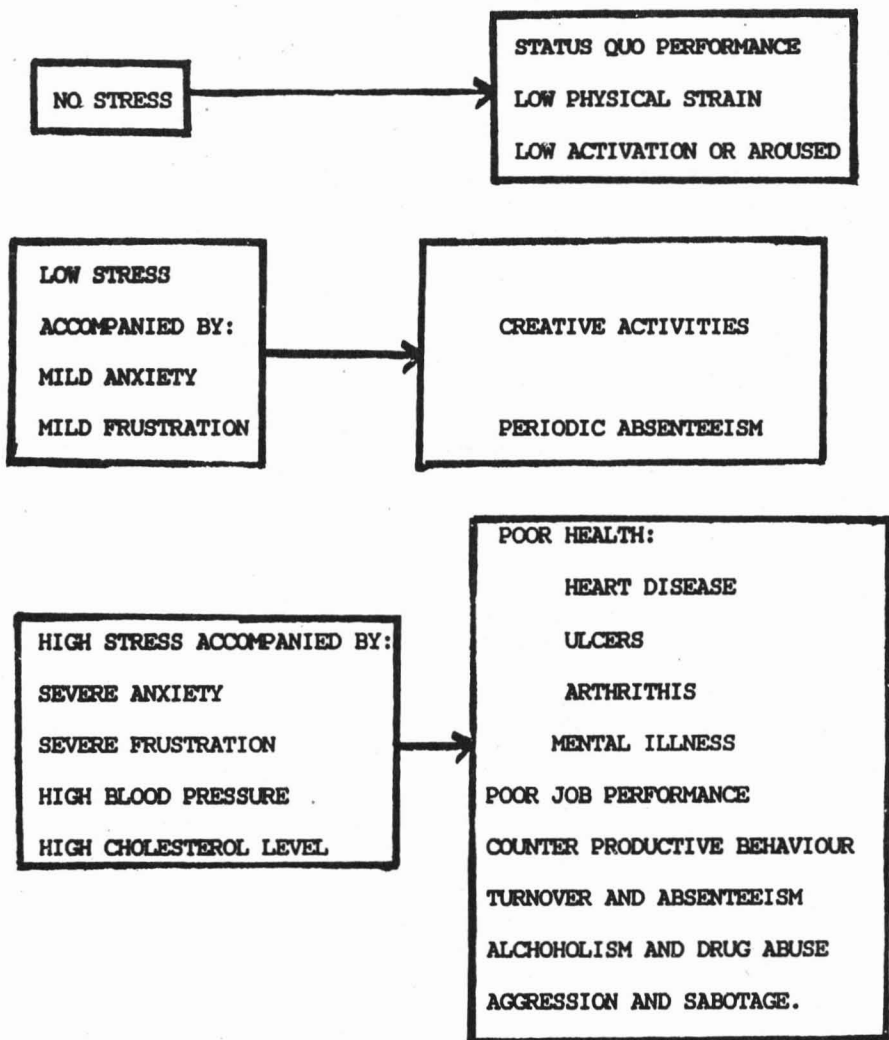 NO STRESS
STATUS QUO PERFORMANCE
LOW PHYSICAL STRAIN
LOW ACTIVATION OR AROUSED
LOW STRESS
ACCOMPANIED BY:
MILD ANXIETY
MILD FRUSTRATION
CREATIVE ACTIVITIES
PERIODIC ABSENTEEISM
HIGH STRESS ACCOMPANIED BY:
SEVERE ANXIETY
SEVERE FRUSTRATION
HIGH BLOOD PRESSURE
HIGH CHOLESTEROL LEVEL
POOR HEALTH:
HEART DISEASE
ULCERS
ARTHRITHIS
MENTAL ILLNESS
POOR JOB PERFORMANCE
COUNTER PRODUCTIVE BEHAVIOUR
TURNOVER AND ABSENTEEISM
ALCHOHOLISM AND DRUG ABUSE
AGGRESSION AND SABOTAGE.